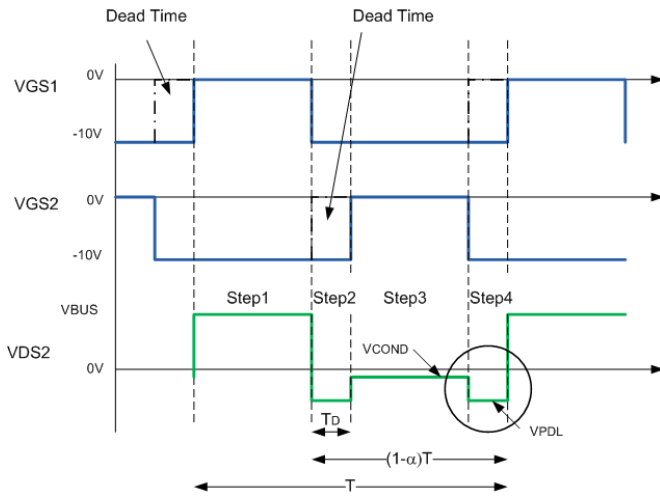 Dead Time
Dead Time
VGS1
0V
-10V
VGS2
0V
-10V
Step1
Step2
Step3
Step4
VBUS
VDS2
0V
VCOND
TD
VPDL
(1-α)T
T